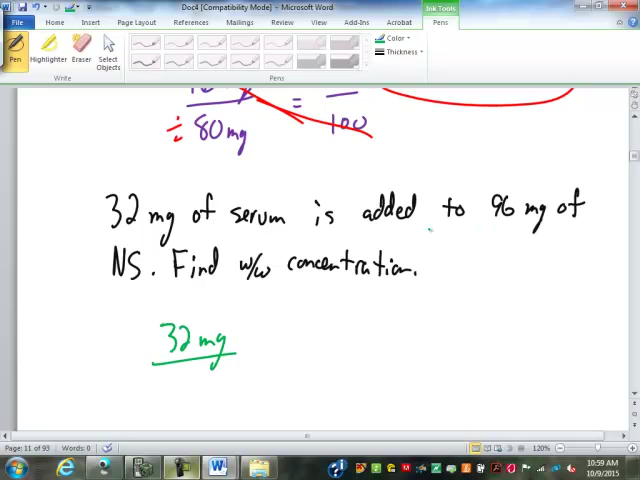 Doc4 [Compatibility Mode] - Microsoft Word
Ink Tools
File Home Insert Page Layout References Mailings Review View Add-Ins Acrobat Pens
Pen Highlighter Eraser Select Objects
Color
Thickness
Write Pens
=
÷ 80mg 100
32 mg of serum is added to 96 mg of
NS. Find w/w concentration.
32 mg
Page: 11 of 93 Words: 0 120%
10:59 AM
10/9/2015